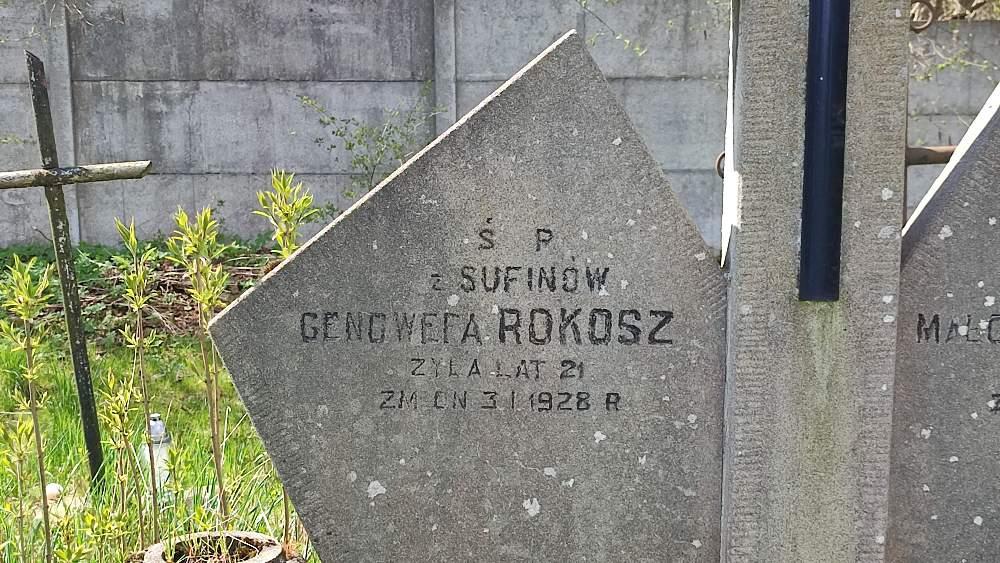 Ś P
z SUFINÓW
GENOWEFA ROKOSZ
ŻYŁA LAT 21
ZM DN 3 I 1928 R